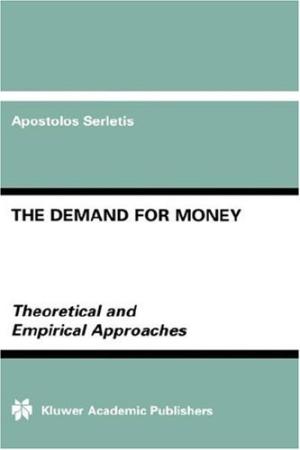 Apostolos Serletis
THE DEMAND FOR MONEY
Theoretical and
Empirical Approaches
Kluwer Academic Publishers